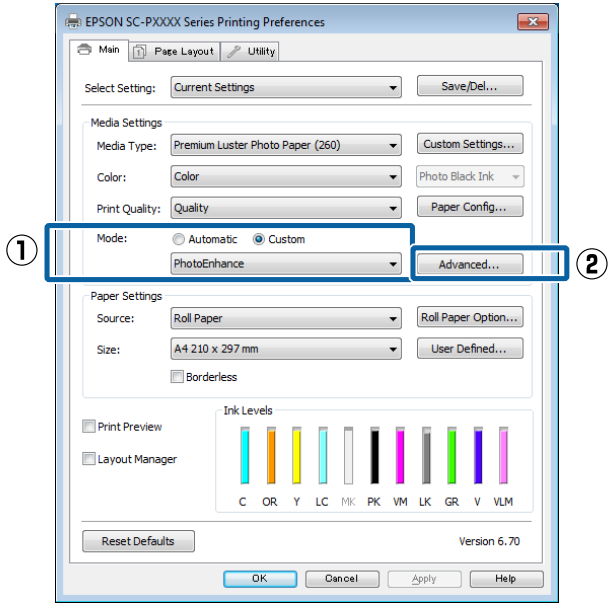 EPSON SC-PXXXX Series Printing Preferences
Main Page Layout Utility
Select Setting: Current Settings Save/Del...
Media Settings
Media Type: Premium Luster Photo Paper (260) Custom Settings...
Color: Color Photo Black Ink
Print Quality: Quality Paper Config...
① Mode: Automatic Custom
PhotoEnhance Advanced... ②
Paper Settings
Source: Roll Paper Roll Paper Option...
Size: A4 210 x 297 mm User Defined...
Borderless
Ink Levels
Print Preview
Layout Manager
C OR Y LC MK PK VM LK GR V VLM
Reset Defaults Version 6.70
OK Cancel Apply Help